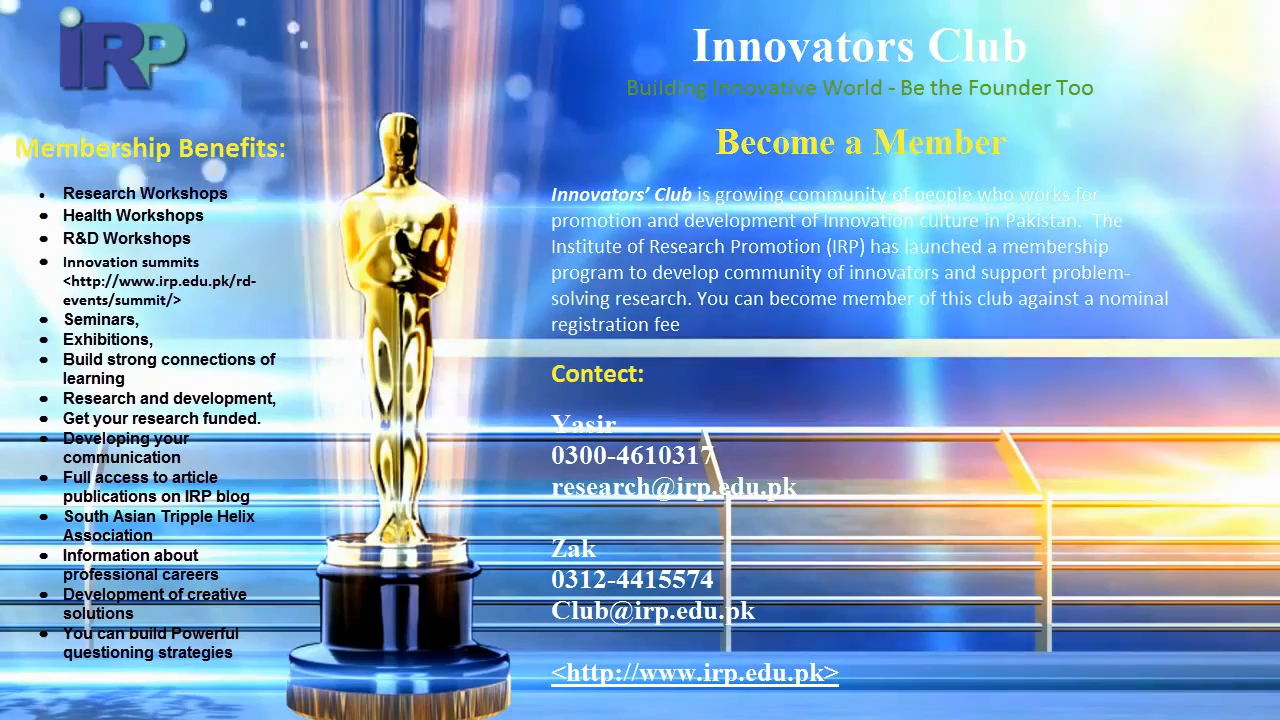 iRP
Innovators Club
Building Innovative World - Be the Founder Too
Become a Member
Membership Benefits:
• Research Workshops
• Health Workshops
• R&D Workshops
• Innovation summits
<http://www.irp.edu.pk/rd-
events/summit/>
• Seminars,
• Exhibitions,
• Build strong connections of
learning
• Research and development,
• Get your research funded.
• Developing your
communication
• Full access to article
publications on IRP blog
• South Asian Tripple Helix
Association
• Information about
professional careers
• Development of creative
solutions
• You can build Powerful
questioning strategies
Innovators’ Club is growing community of people who works for
promotion and development of Innovation culture in Pakistan.  The
Institute of Research Promotion (IRP) has launched a membership
program to develop community of innovators and support problem-
solving research. You can become member of this club against a nominal
registration fee
Contect:
Yasir
0300-4610317
research@irp.edu.pk
Zak
0312-4415574
Club@irp.edu.pk
<http://www.irp.edu.pk>